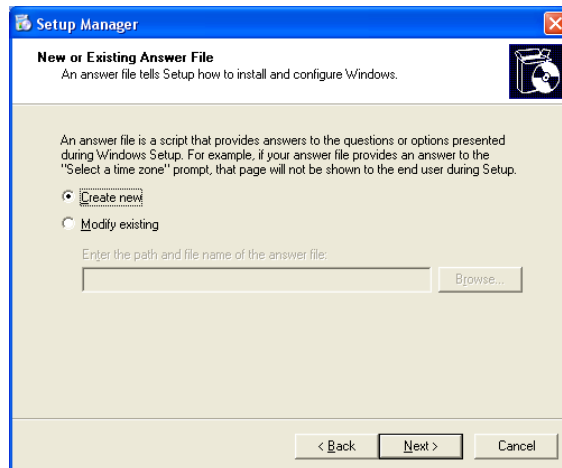 Setup Manager
New or Existing Answer File
An answer file tells Setup how to install and configure Windows.
An answer file is a script that provides answers to the questions or options presented
during Windows Setup. For example, if your answer file provides an answer to the
"Select a time zone" prompt, that page will not be shown to the end user during Setup.
Create new
Modify existing
Enter the path and file name of the answer file:
Browse...
< Back
Next >
Cancel